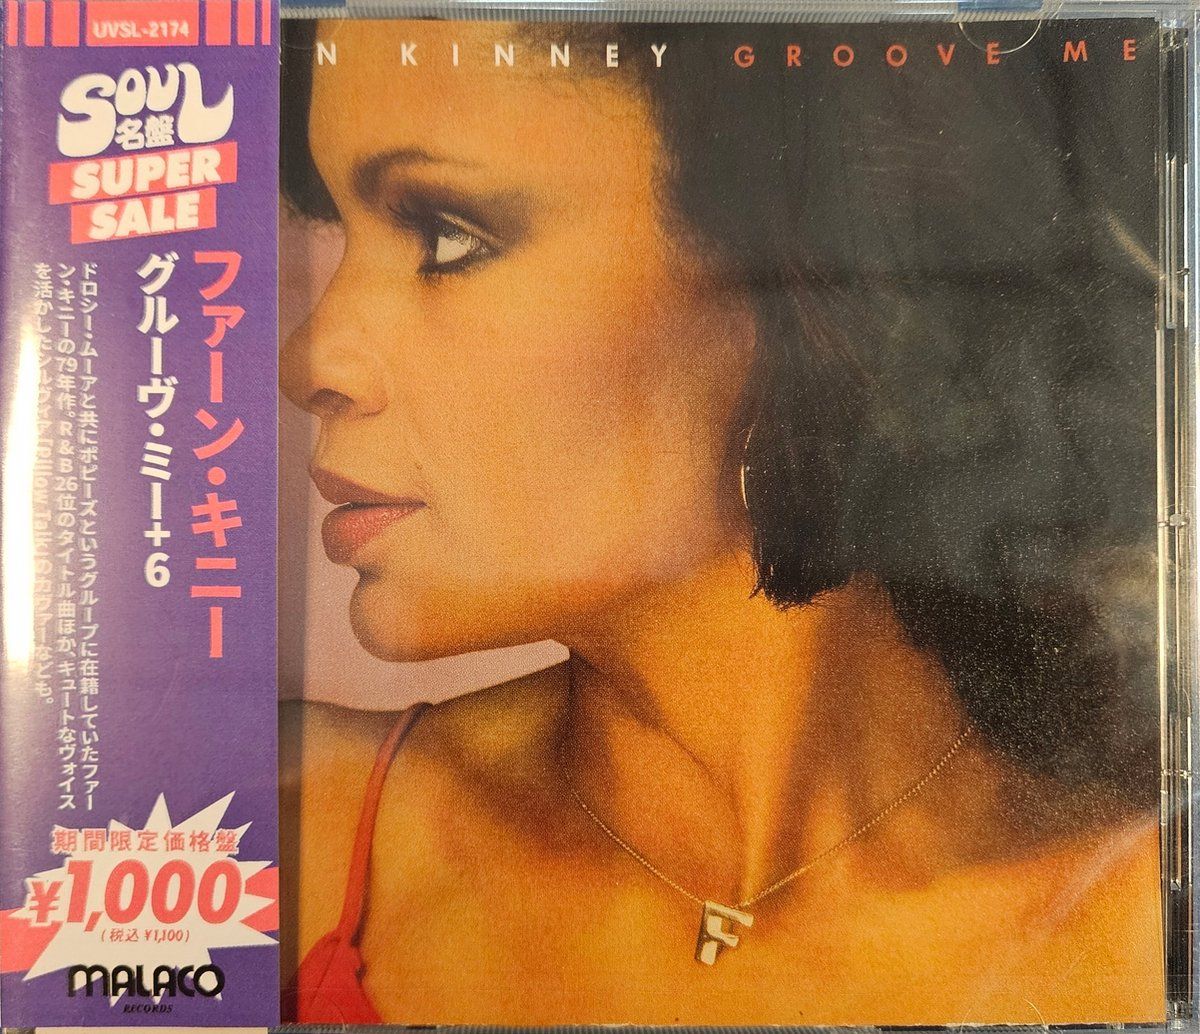 UVSL-2174
SOUL
名盤
SUPER
SALE
ファーン・キニー
グルーヴ・ミー+6
ドロシー・ムーアと共にポピーズというグループに在籍していたファー
ン・キニーの79年作。R&B26位のタイトル曲ほか、キュートなヴォイス
を活かしたシルヴィア「Pillow Talk」のカヴァーなども。
期間限定価格盤
¥1,000
(税込 ¥1,100)
MALACO
RECORDS
N KINNEY GROOVE ME
F